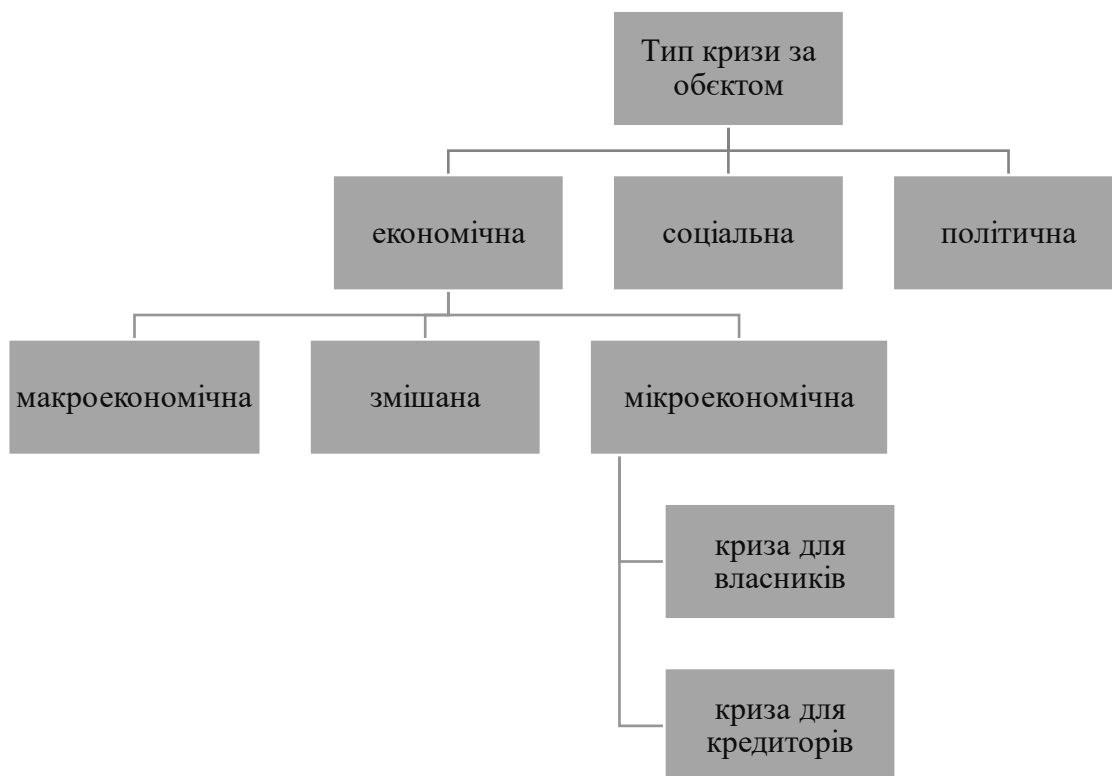 Тип кризи за
обєктом
економічна
соціальна
політична
макроекономічна
змішана
мікроекономічна
криза для
власників
криза для
кредиторів